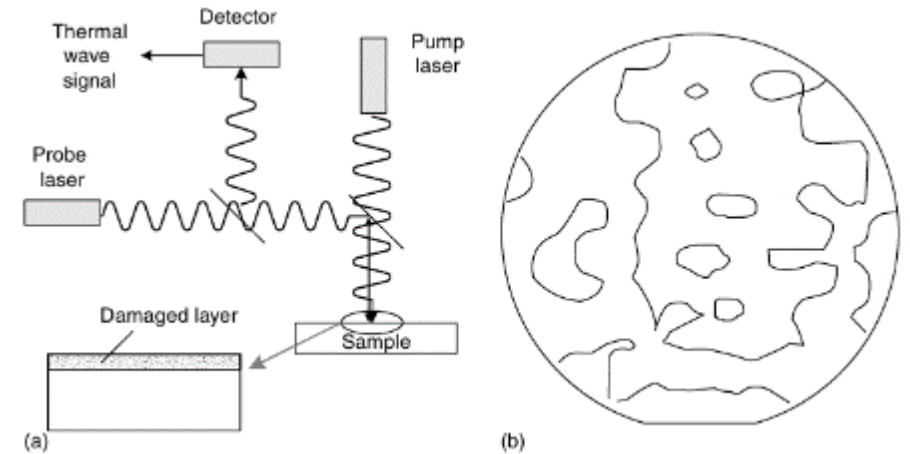 Detector
Thermal
wave
signal
Pump
laser
Probe
laser
Damaged layer
Sample
(a)
(b)